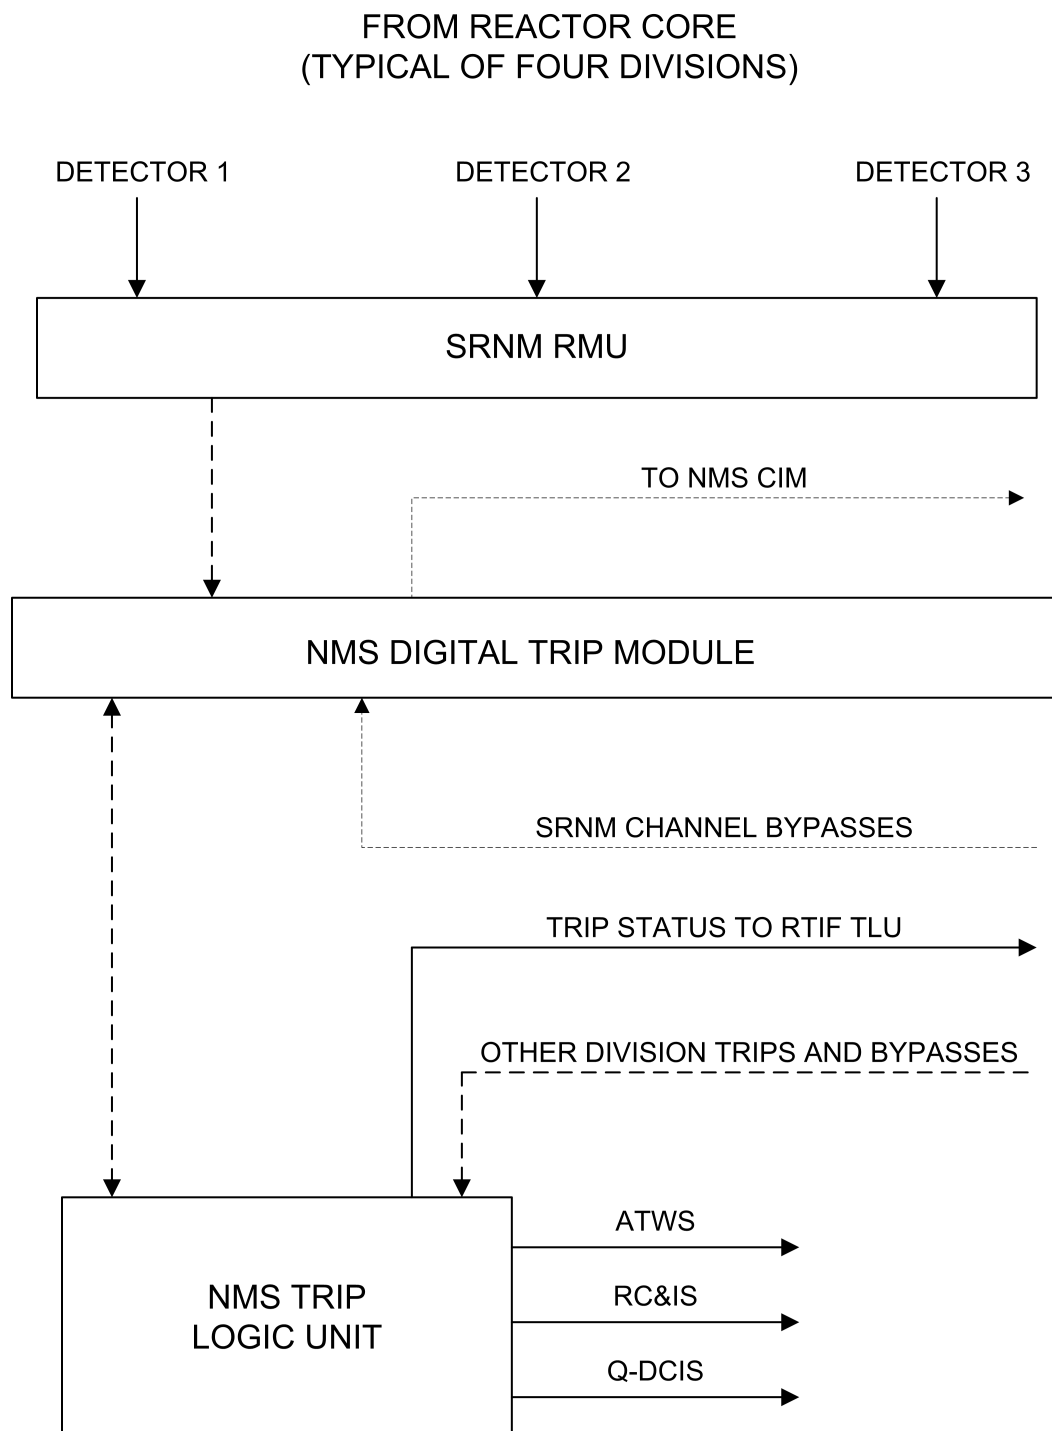 FROM REACTOR CORE
(TYPICAL OF FOUR DIVISIONS)
DETECTOR 1
DETECTOR 2
DETECTOR 3
SRNM RMU
TO NMS CIM
NMS DIGITAL TRIP MODULE
SRNM CHANNEL BYPASSES
TRIP STATUS TO RTIF TLU
OTHER DIVISION TRIPS AND BYPASSES
ATWS
RC&IS
Q-DCIS
NMS TRIP
LOGIC UNIT